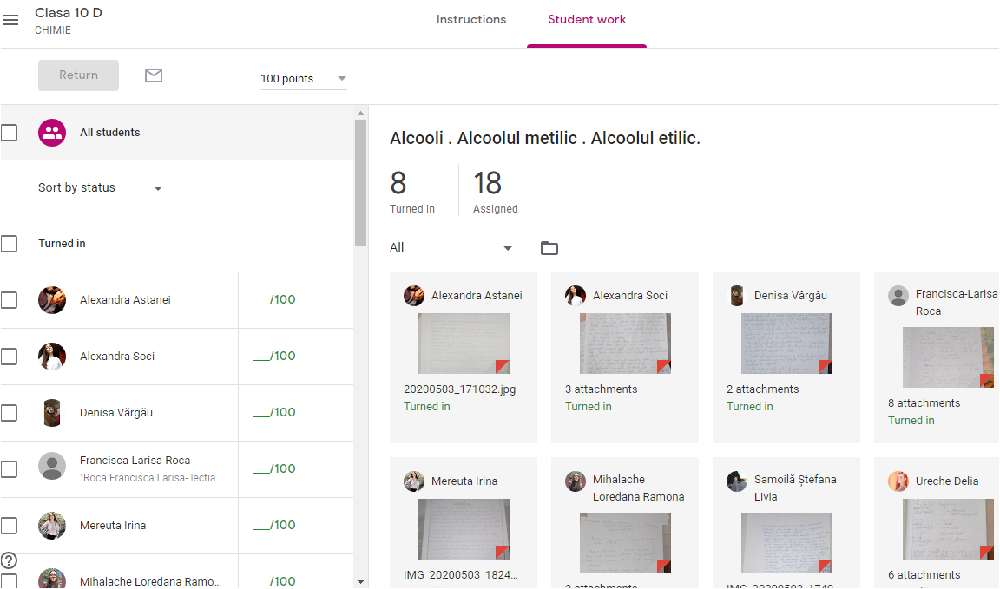 Clasa 10 D
CHIMIE
Instructions
Student work
Return
100 points
All students
Sort by status
Turned in
Alexandra Astanei
___/100
Alexandra Soci
___/100
Denisa Vărgău
___/100
Francisca-Larisa Roca
"Roca Francisca Larisa- lectia...
___/100
Mereuta Irina
___/100
Mihalache Loredana Ramo...
___/100
Alcooli . Alcoolul metilic . Alcoolul etilic.
8
Turned in
18
Assigned
All
Alexandra Astanei
20200503_171032.jpg
Turned in
Alexandra Soci
3 attachments
Turned in
Denisa Vărgău
2 attachments
Turned in
Francisca-Larisa
Roca
8 attachments
Turned in
Mereuta Irina
IMG_20200503_1824...
Mihalache
Loredana Ramona
2 attachments
Samoilă Ștefana
Livia
IMG_20200503_1749...
Ureche Delia
6 attachments